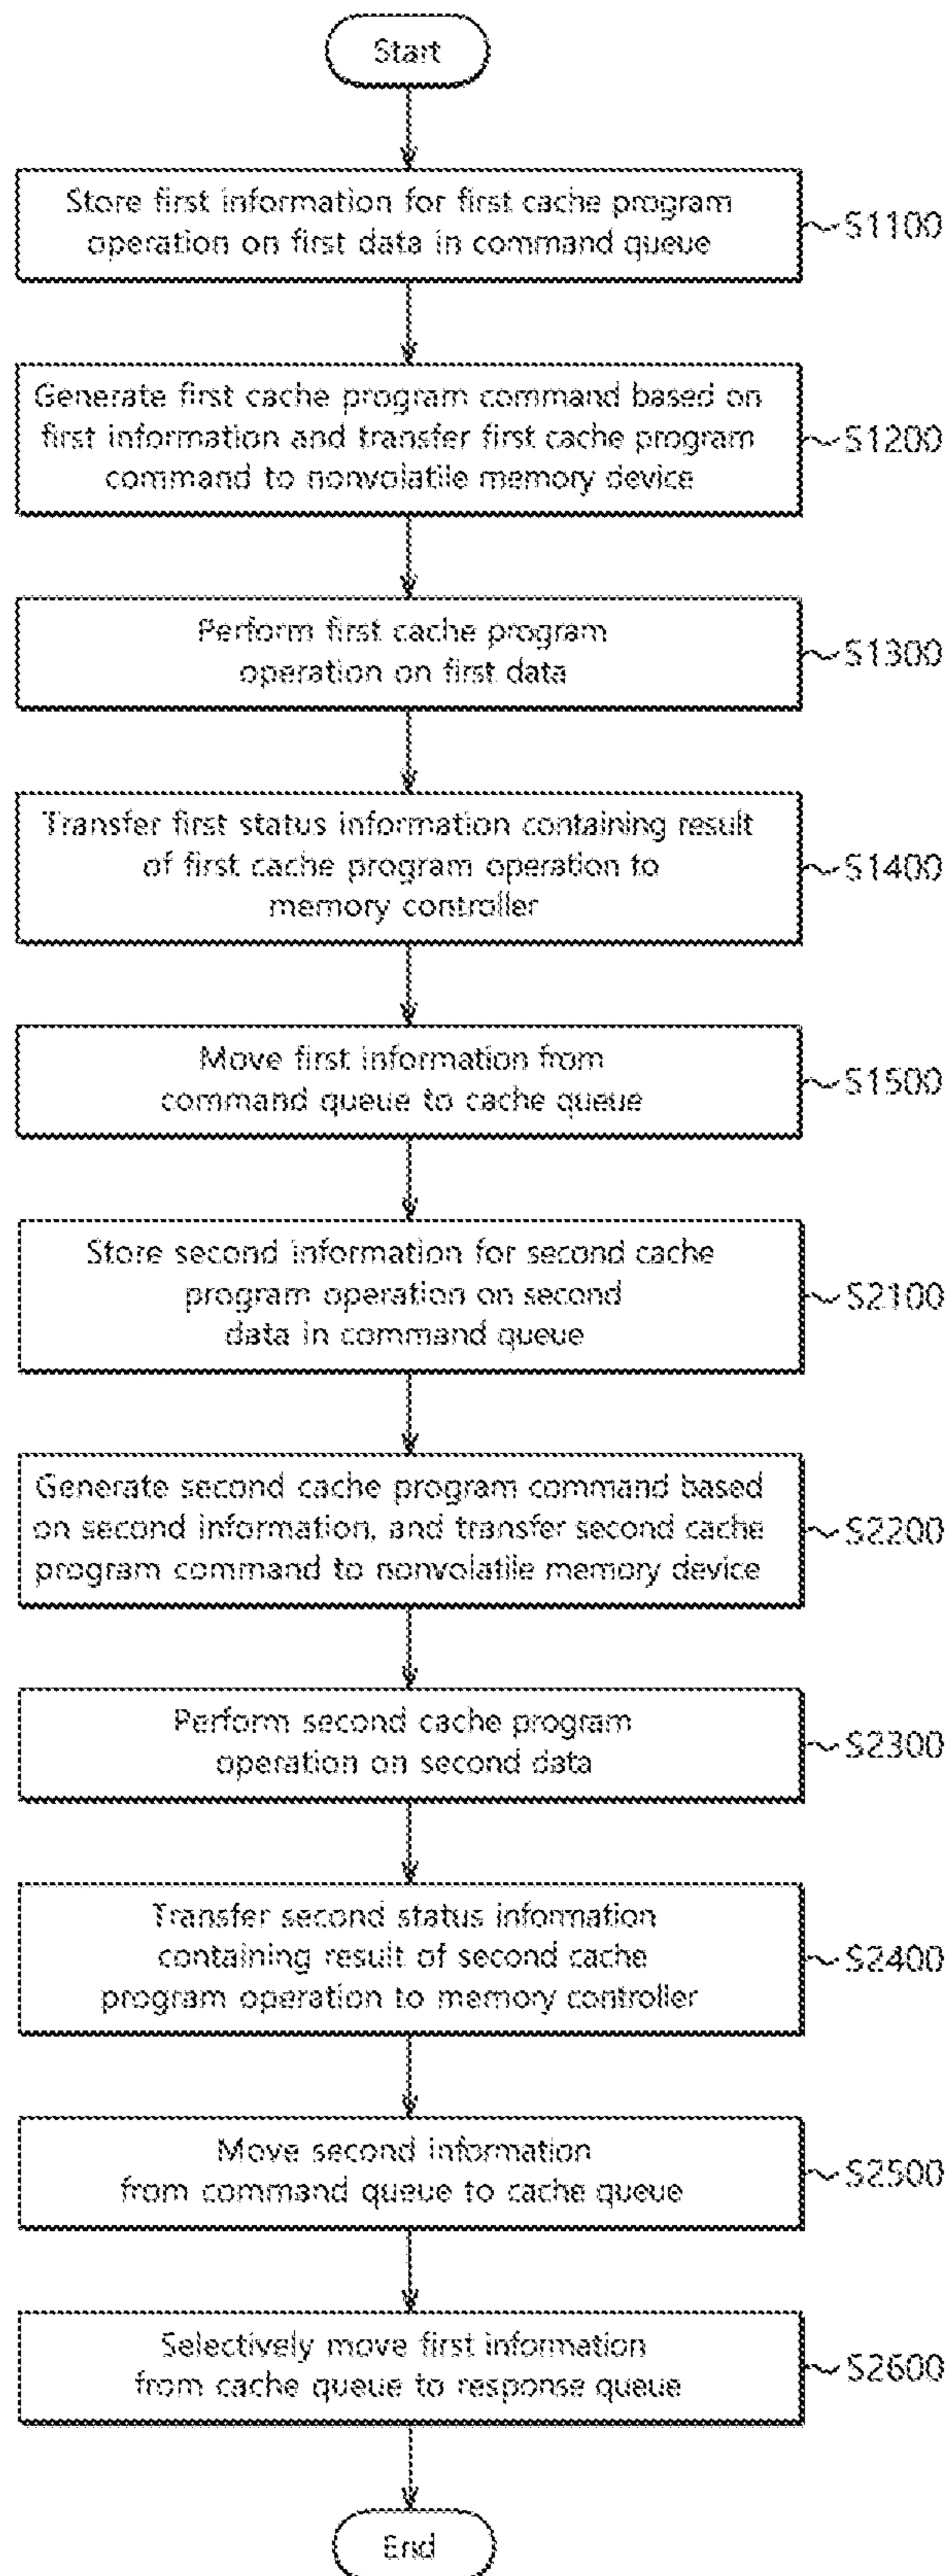 Start
Store first information for first cache program
operation on first data in command queue
S1100
Generate first cache program command based on
first information and transfer first cache program
command to nonvolatile memory device
S1200
Perform first cache program
operation on first data
S1300
Transfer first status information containing result
of first cache program operation to
memory controller
S1400
Move first information from
command queue to cache queue
S1500
Store second information for second cache
program operation on second
data in command queue
S2100
Generate second cache program command based
on second information, and transfer second cache
program command to nonvolatile memory device
S2200
Perform second cache program
operation on second data
S2300
Transfer second status information
containing result of second cache
program operation to memory controller
S2400
Move second information
from command queue to cache queue
S2500
Selectively move first information
from cache queue to response queue
S2600
End